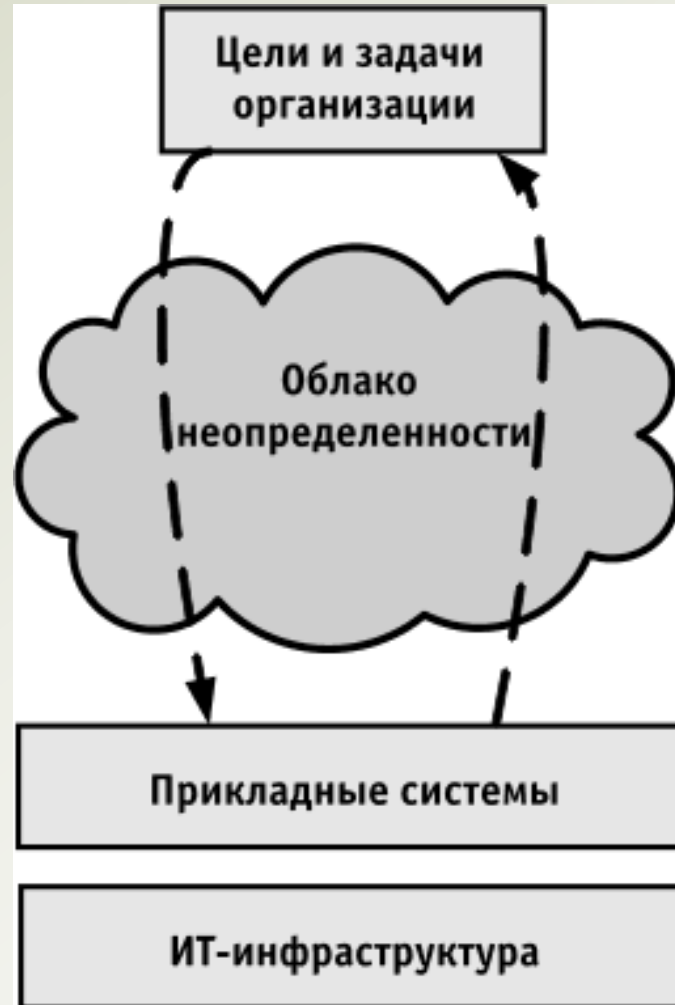 Цели и задачи
организации
Облако
неопределенности
Прикладные системы
ИТ-инфраструктура